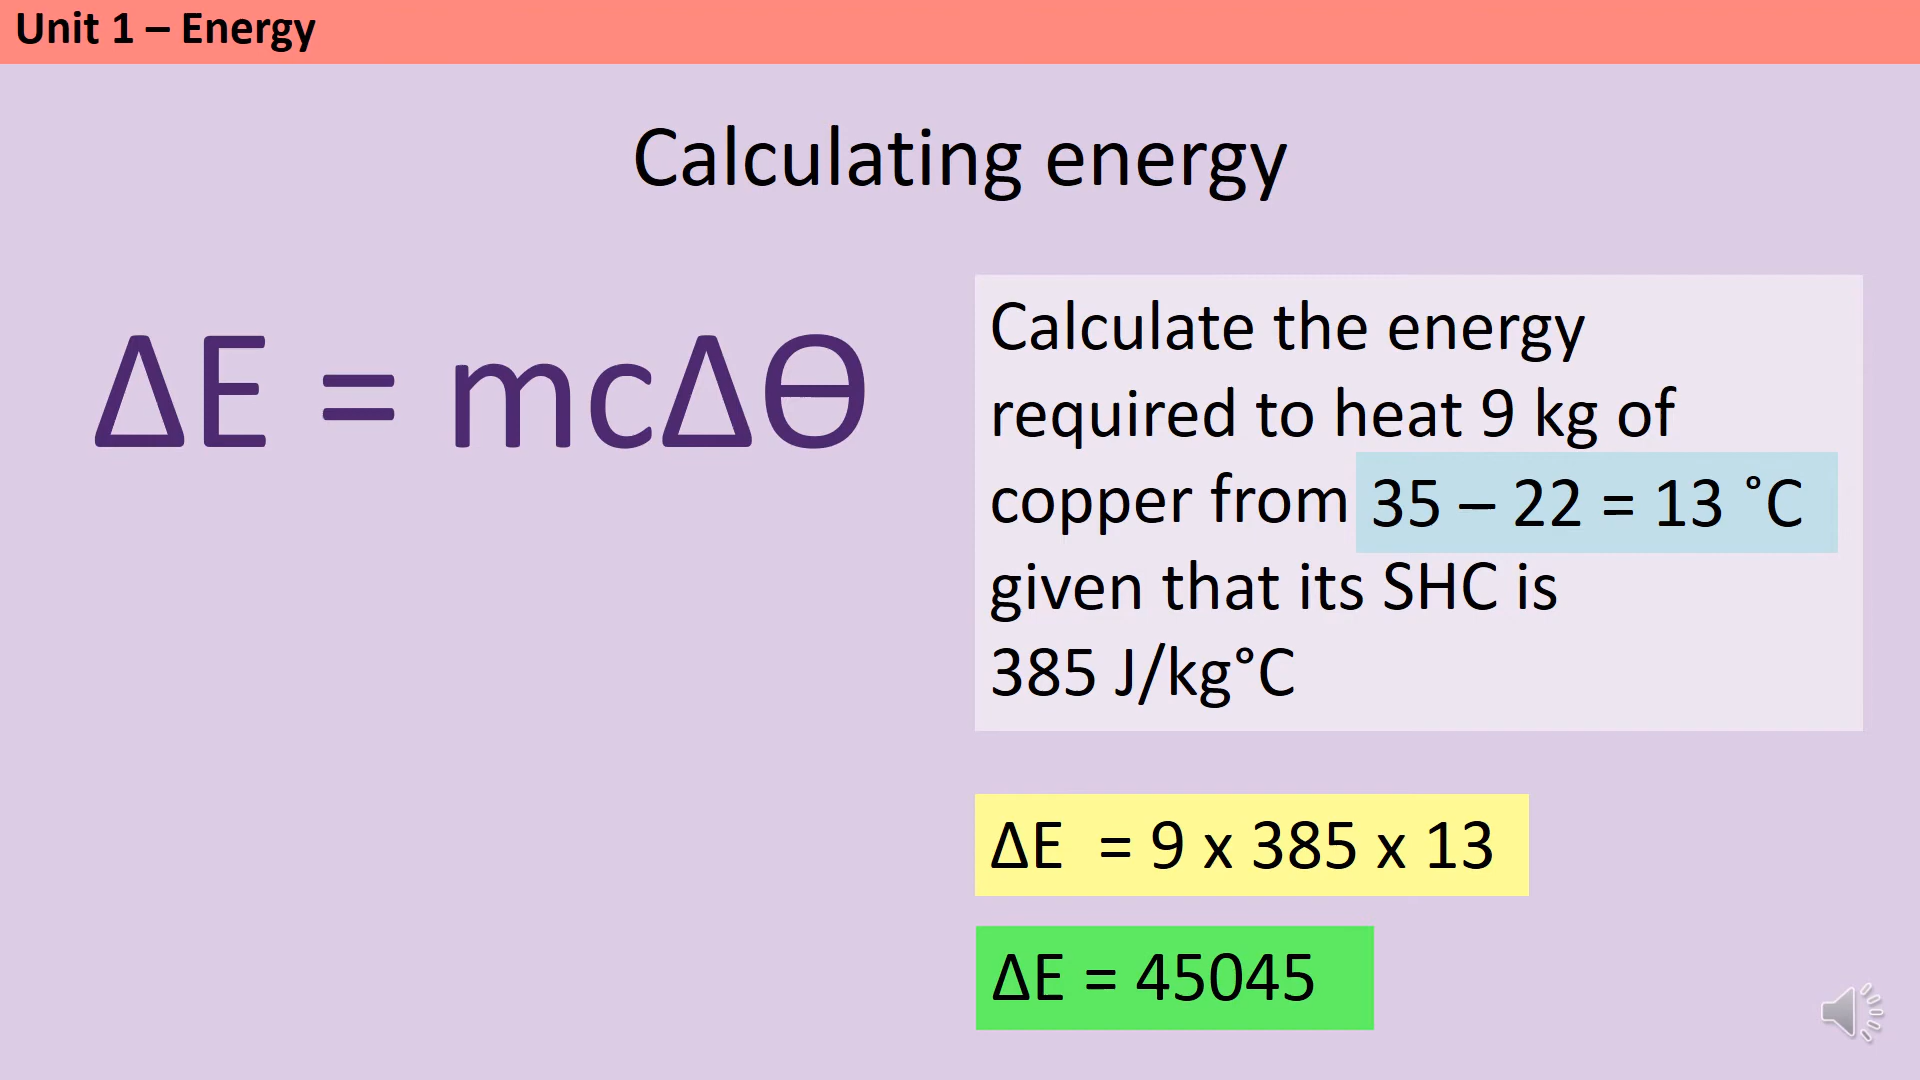 Unit 1 – Energy
Calculating energy
ΔE = mcΔϴ
Calculate the energy
required to heat 9 kg of
copper from 35 – 22 = 13 ˚C
given that its SHC is
385 J/kg°C
ΔE  = 9 x 385 x 13
ΔE = 45045